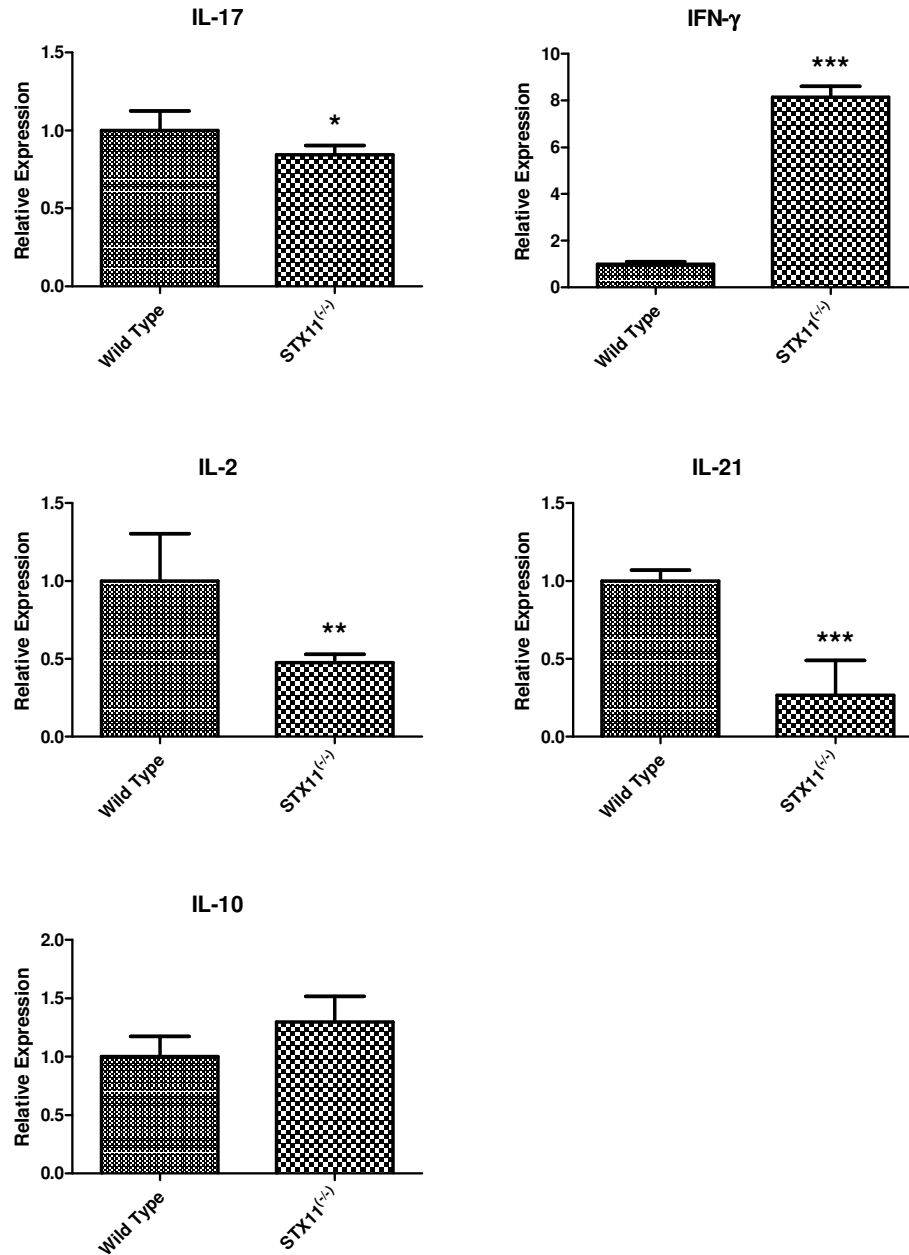 IL-17
Relative Expression
1.5
1.0
0.5
0.0
*
Wild Type
STX11(-/-)
IFN-γ
Relative Expression
10
8
6
4
2
0
***
Wild Type
STX11(-/-)
IL-2
Relative Expression
1.5
1.0
0.5
0.0
**
Wild Type
STX11(-/-)
IL-21
Relative Expression
1.5
1.0
0.5
0.0
***
Wild Type
STX11(-/-)
IL-10
Relative Expression
2.0
1.5
1.0
0.5
0.0
Wild Type
STX11(-/-)